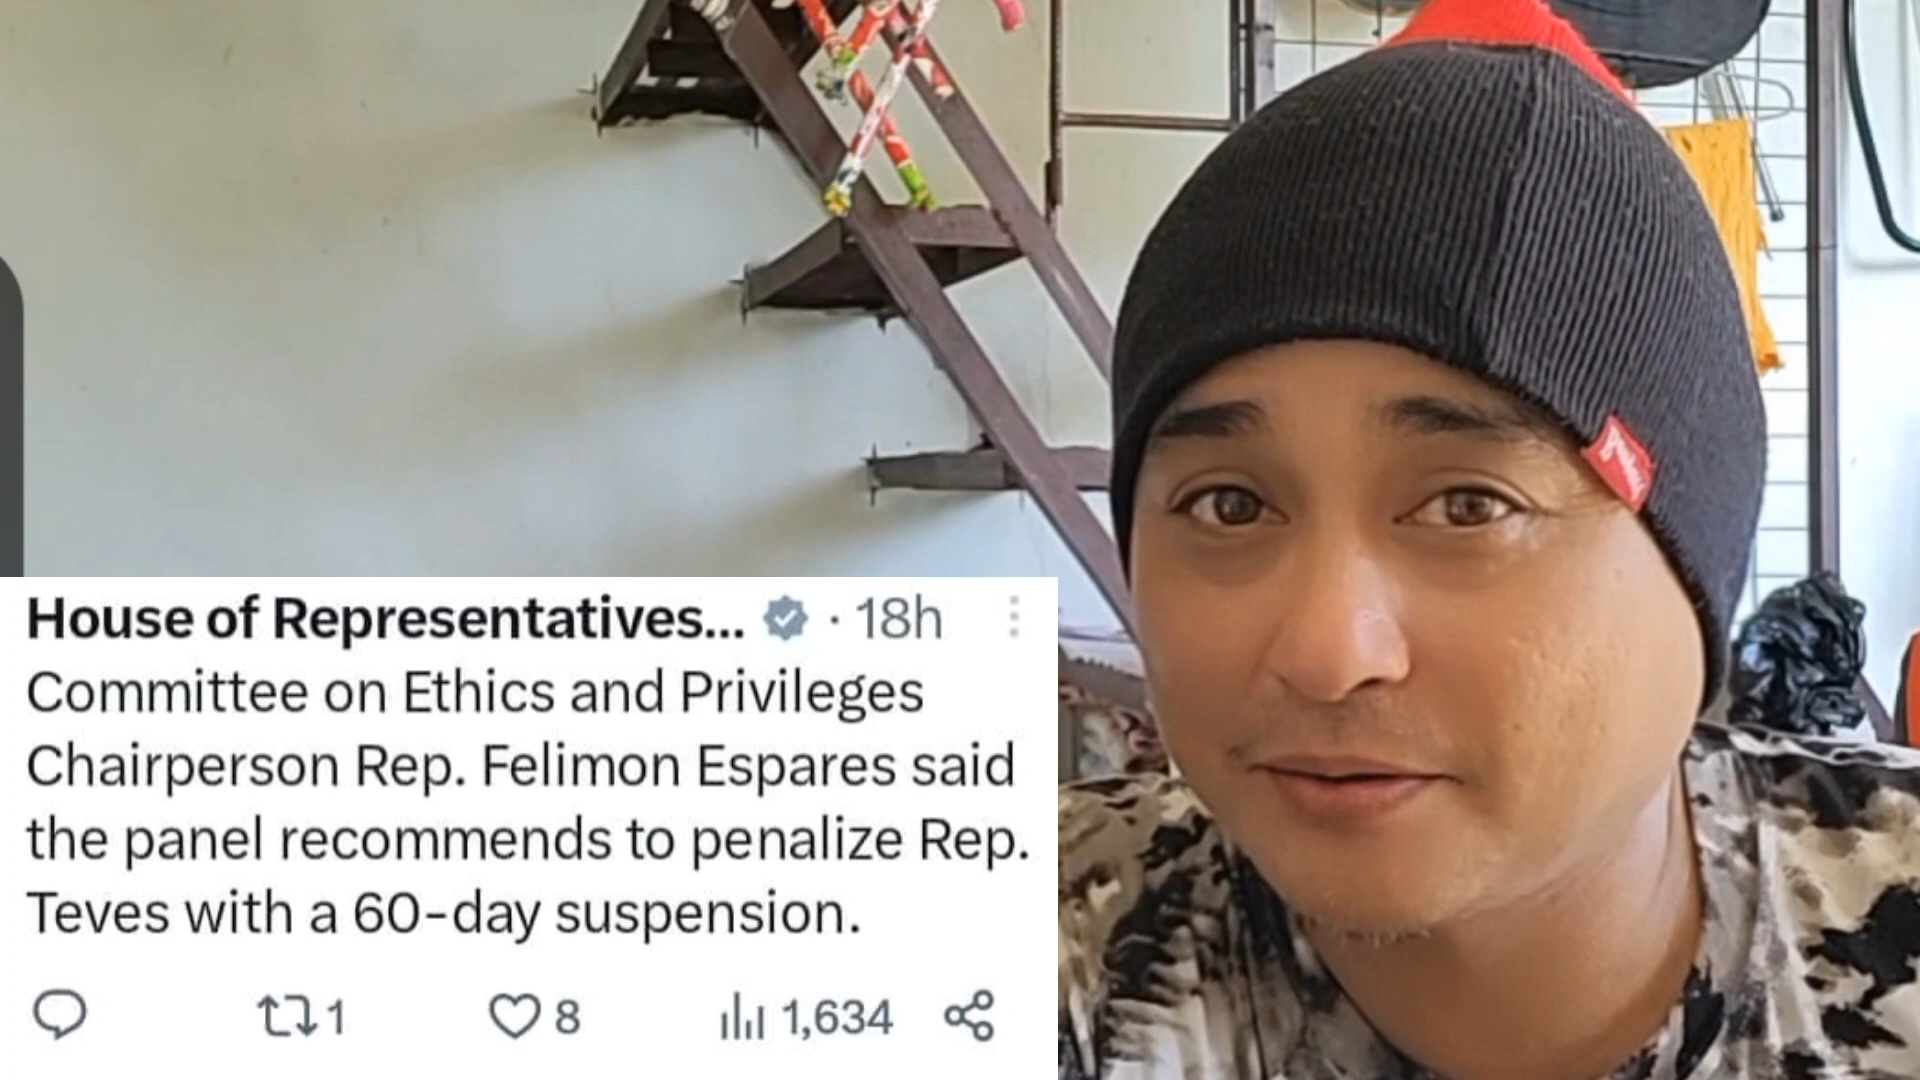 House of Representatives... · 18h
Committee on Ethics and Privileges
Chairperson Rep. Felimon Espares said
the panel recommends to penalize Rep.
Teves with a 60-day suspension.
1 8 1,634